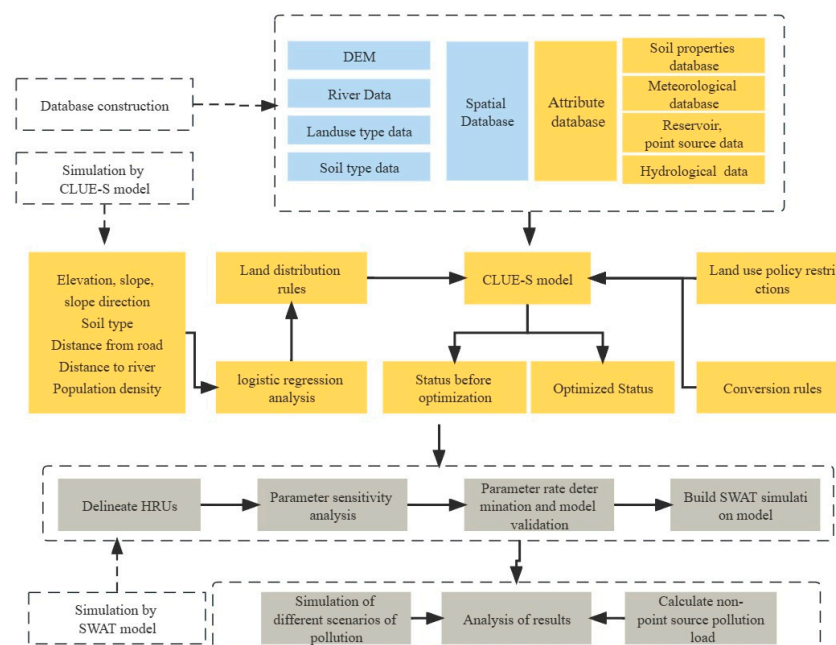 DEM
River Data
Landuse type data
Soil type data
Spatial
Database
Attribute
database
Soil properties
database
Meteorological
database
Reservoir,
point source data
Hydrological data
Database construction
Simulation by
CLUE-S model
Elevation, slope,
slope direction
Soil type
Distance from road
Distance to river
Population density
Land distribution
rules
logistic regression
analysis
CLUE-S model
Status before
optimization
Optimized Status
Land use policy restri
ctions
Conversion rules
Delineate HRUs
Parameter sensitivity
analysis
Parameter rate deter
mination and model
validation
Build SWAT simulati
on model
Simulation by
SWAT model
Simulation of
different scenarios of
pollution
Analysis of results
Calculate non-
point source pollution
load